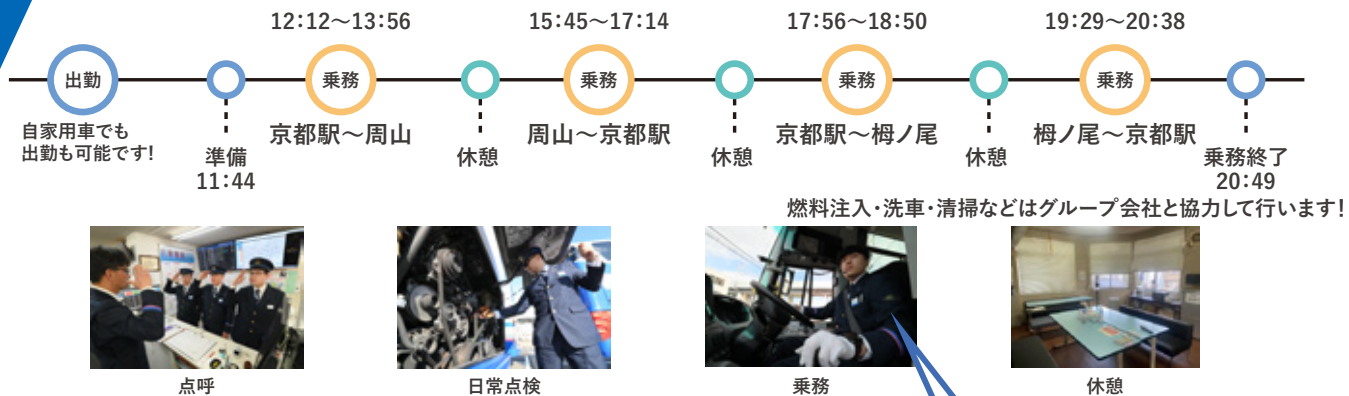 12：12～13：56
15：45～17：14
17：56～18：50
19：29～20：38
出勤
乗務
乗務
乗務
乗務
自家用車でも
出勤も可能です!
準備
11：44
京都駅～周山
休憩
周山～京都駅
休憩
京都駅～栂ノ尾
休憩
栂ノ尾～京都駅
乗務終了
20：49
燃料注入・洗車・清掃などはグループ会社と協力して行います!
点呼
日常点検
乗務
休憩